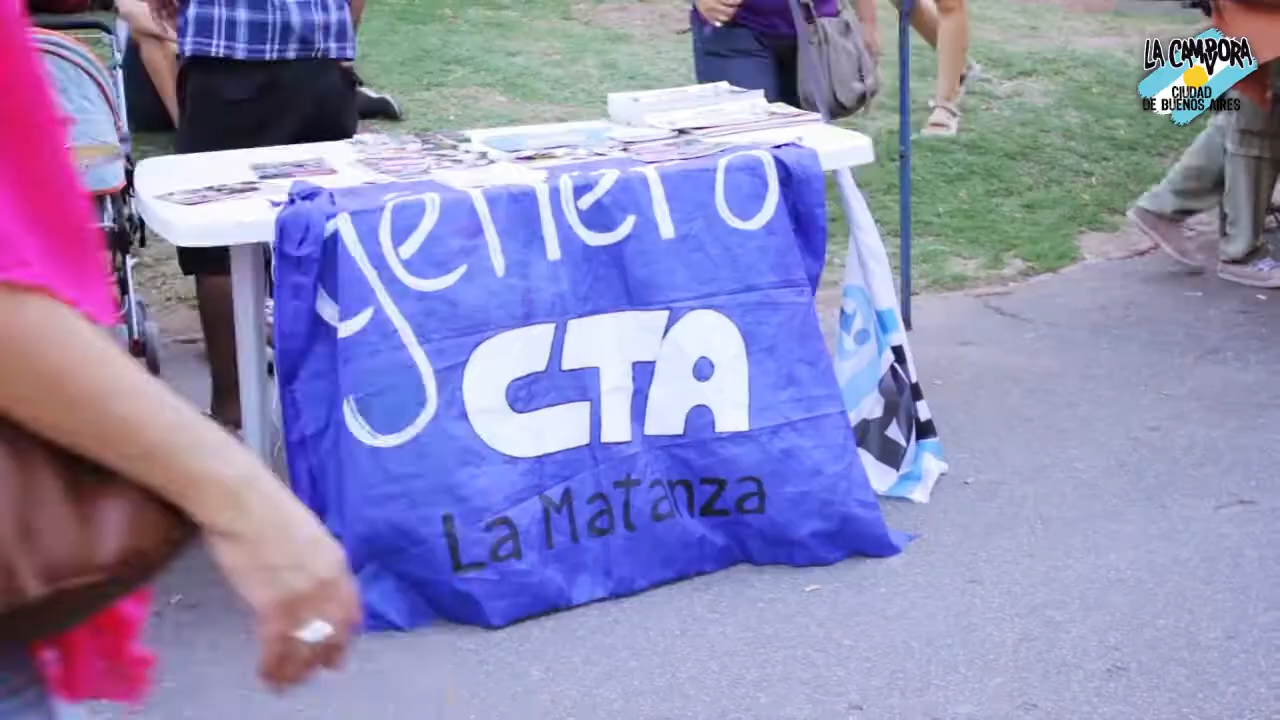 LA CAMPORA
CIUDAD
DE BUENOS AIRES
genero
CTA
La Matanza